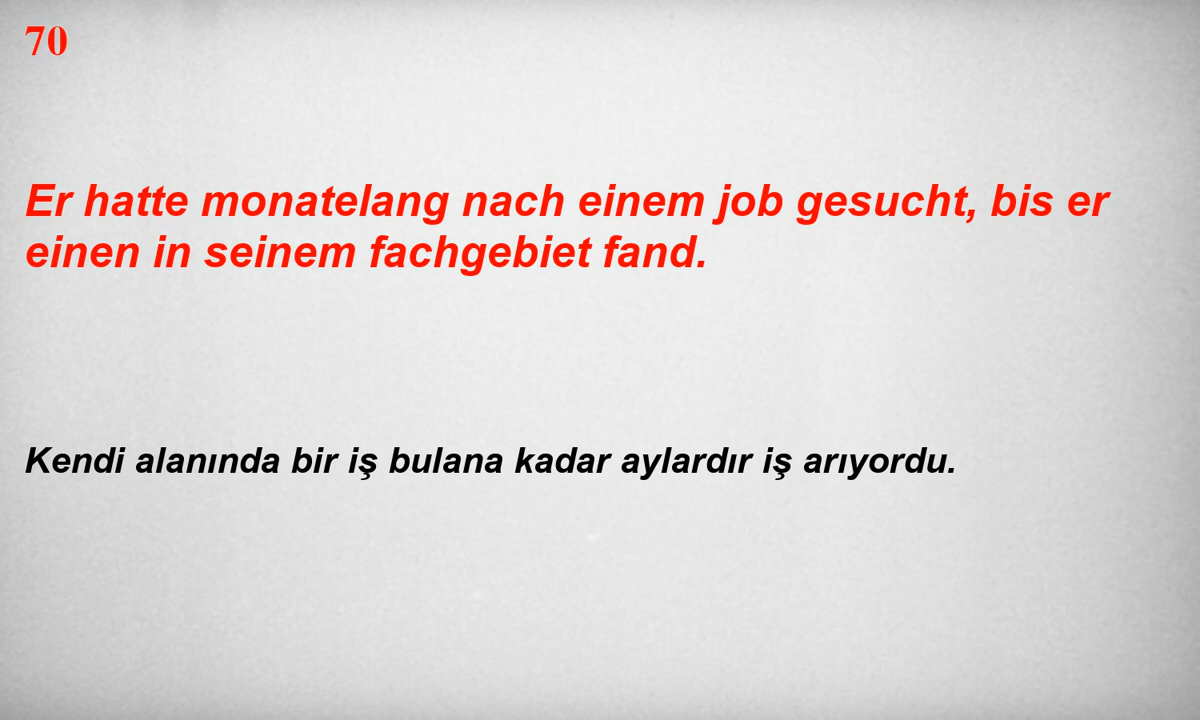 70
Er hatte monatelang nach einem job gesucht, bis er
einen in seinem fachgebiet fand.
Kendi alanında bir iş bulana kadar aylardır iş arıyordu.